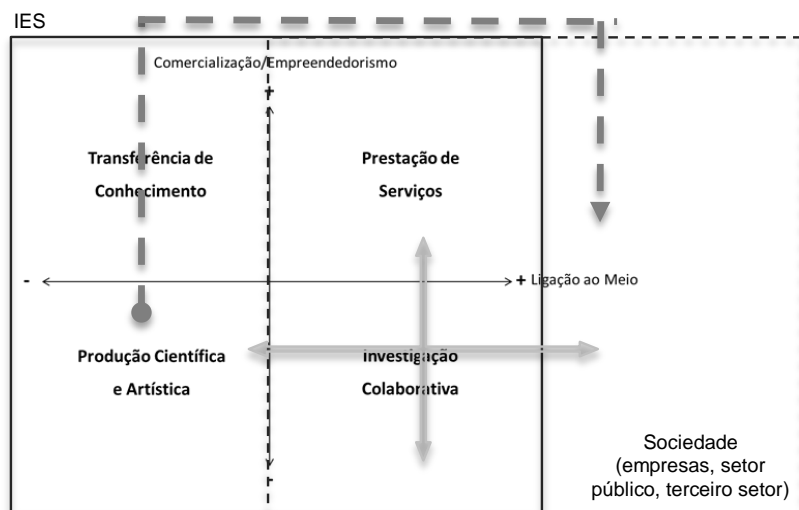 IES
Comercialização/Empreendedorismo
+
Transferência de
Conhecimento
Prestação de
Serviços
-
+ Ligação ao Meio
Produção Científica
e Artística
Investigação
Colaborativa
-
Sociedade
(empresas, setor
público, terceiro setor)